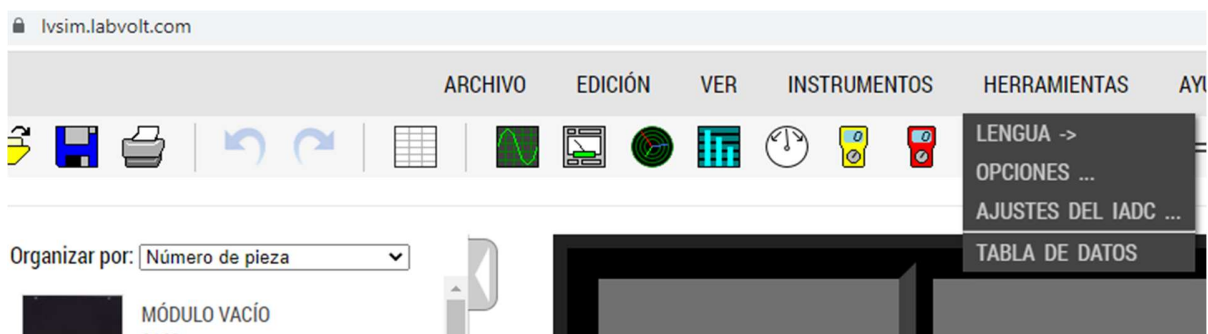 lvsim.labvolt.com
ARCHIVO EDICIÓN VER INSTRUMENTOS HERRAMIENTAS
LENGUA ->
OPCIONES ...
AJUSTES DEL IADC ...
TABLA DE DATOS
Organizar por: Número de pieza
MÓDULO VACÍO